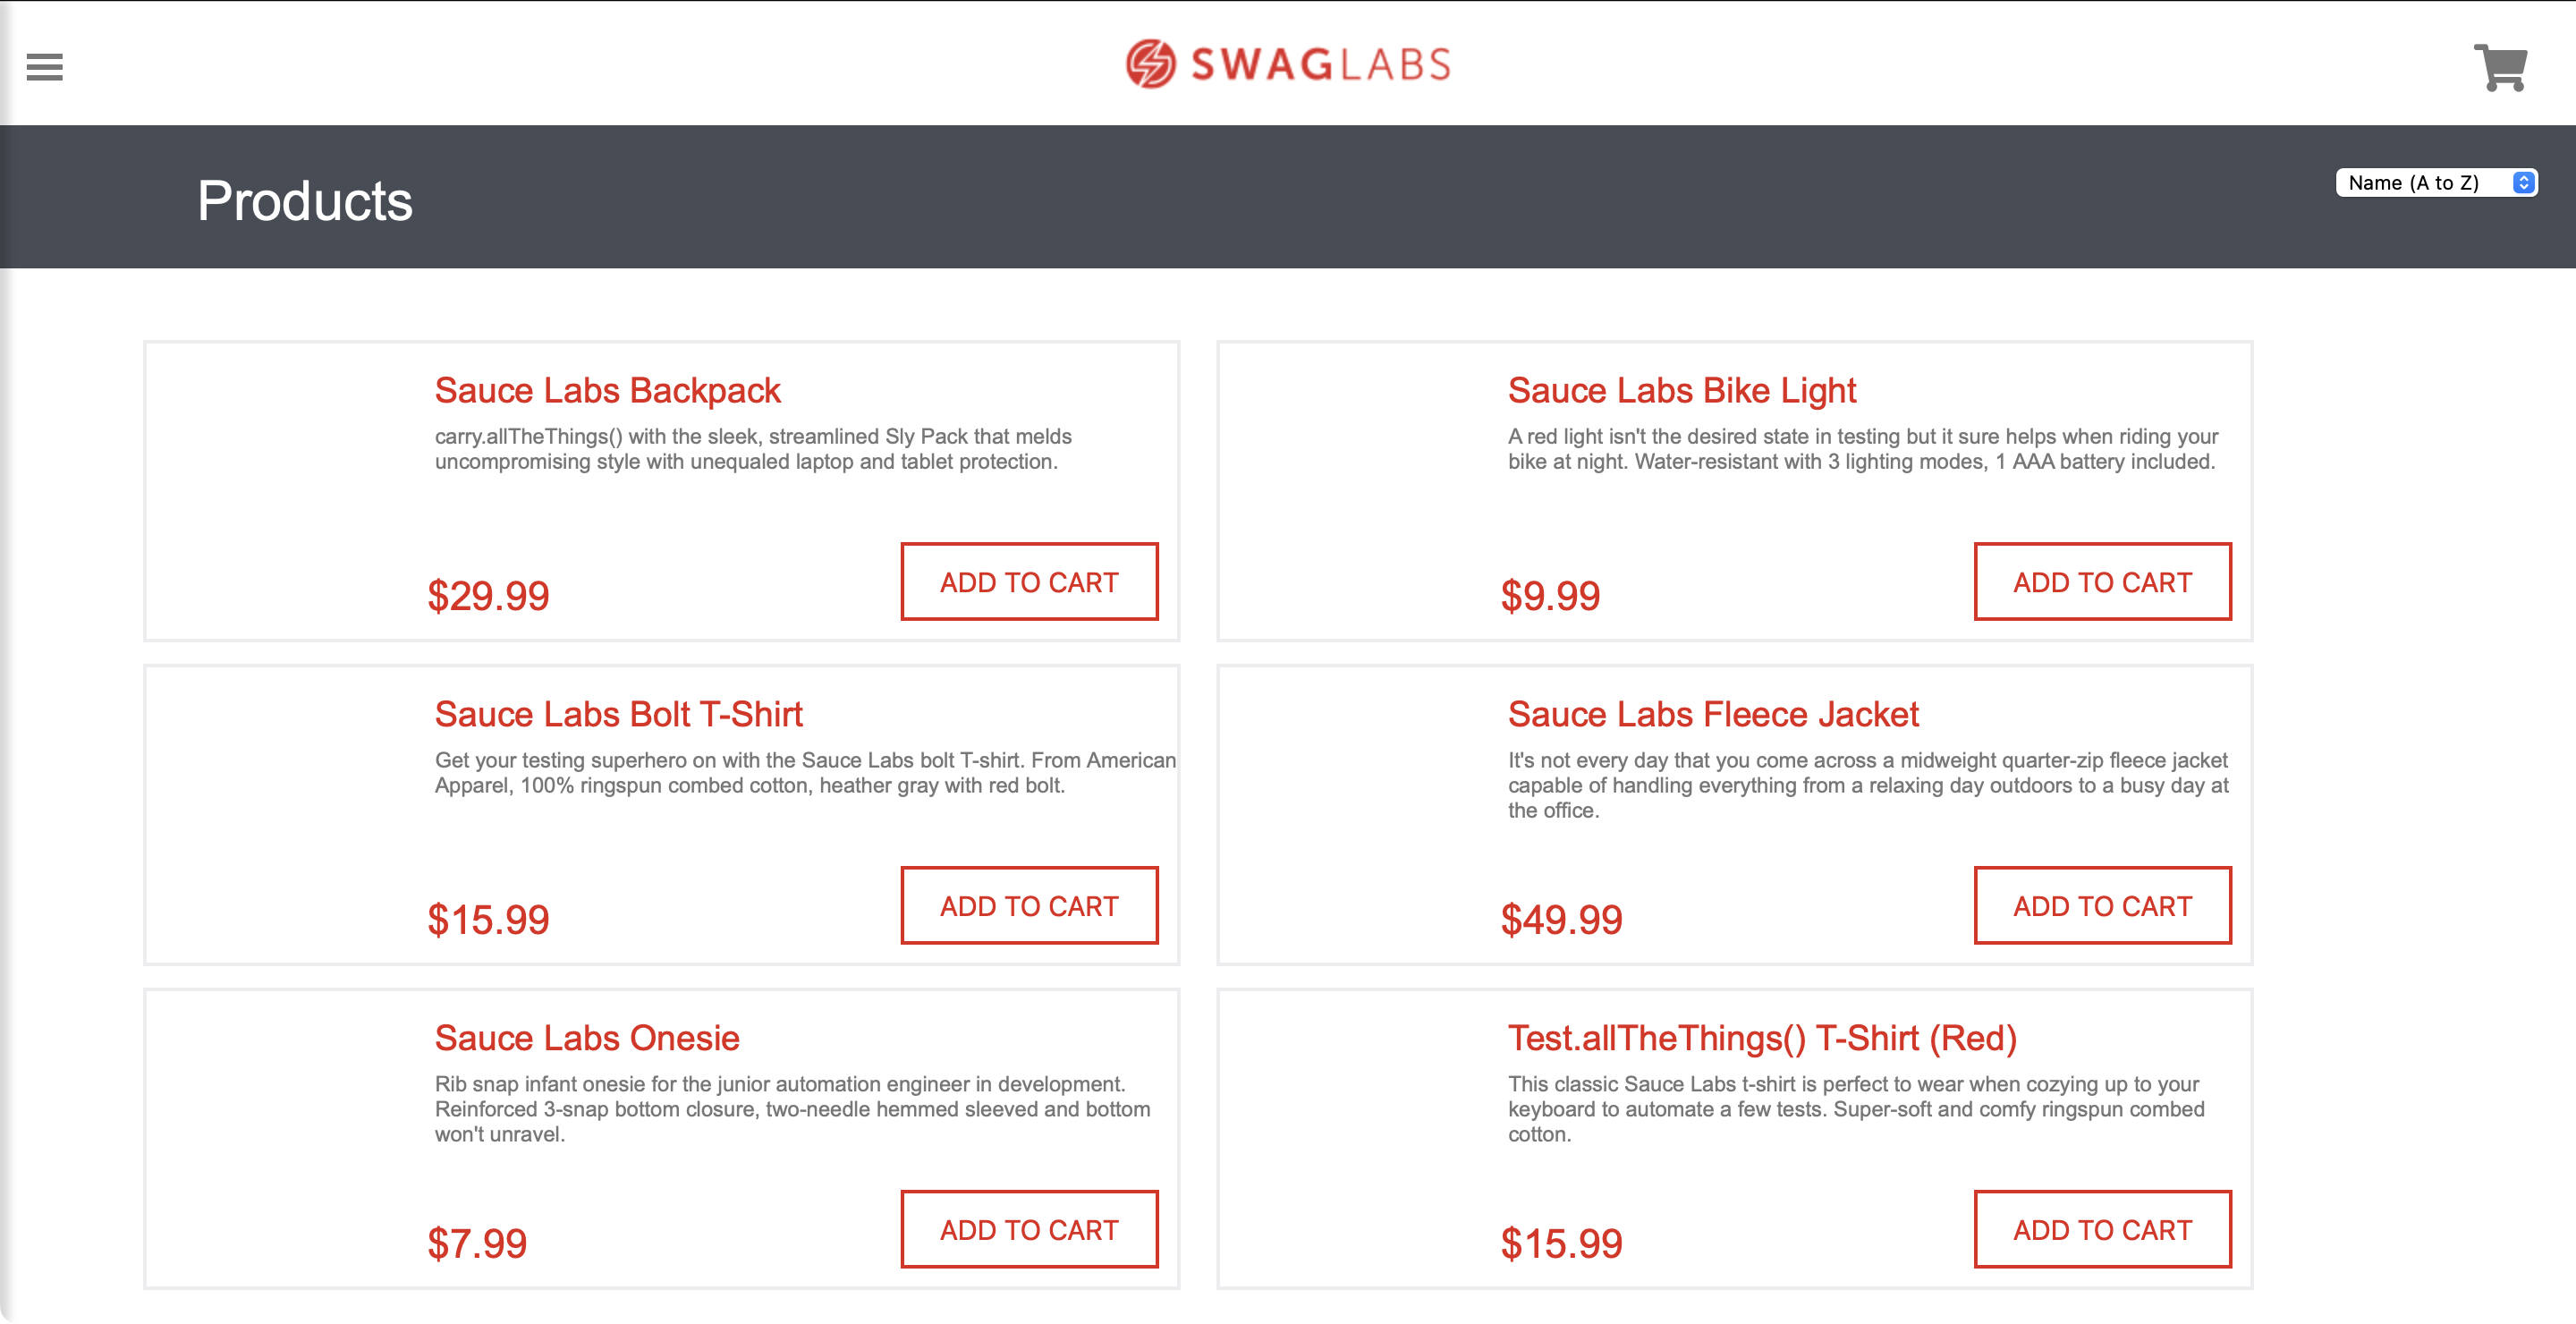 SWAGLABS
Products
Name (A to Z)
Sauce Labs Backpack
carry.allTheThings() with the sleek, streamlined Sly Pack that melds
uncompromising style with unequaled laptop and tablet protection.
$29.99
ADD TO CART
Sauce Labs Bike Light
A red light isn't the desired state in testing but it sure helps when riding your
bike at night. Water-resistant with 3 lighting modes, 1 AAA battery included.
$9.99
ADD TO CART
Sauce Labs Bolt T-Shirt
Get your testing superhero on with the Sauce Labs bolt T-shirt. From American
Apparel, 100% ringspun combed cotton, heather gray with red bolt.
$15.99
ADD TO CART
Sauce Labs Fleece Jacket
It's not every day that you come across a midweight quarter-zip fleece jacket
capable of handling everything from a relaxing day outdoors to a busy day at
the office.
$49.99
ADD TO CART
Sauce Labs Onesie
Rib snap infant onesie for the junior automation engineer in development.
Reinforced 3-snap bottom closure, two-needle hemmed sleeved and bottom
won't unravel.
$7.99
ADD TO CART
Test.allTheThings() T-Shirt (Red)
This classic Sauce Labs t-shirt is perfect to wear when cozying up to your
keyboard to automate a few tests. Super-soft and comfy ringspun combed
cotton.
$15.99
ADD TO CART